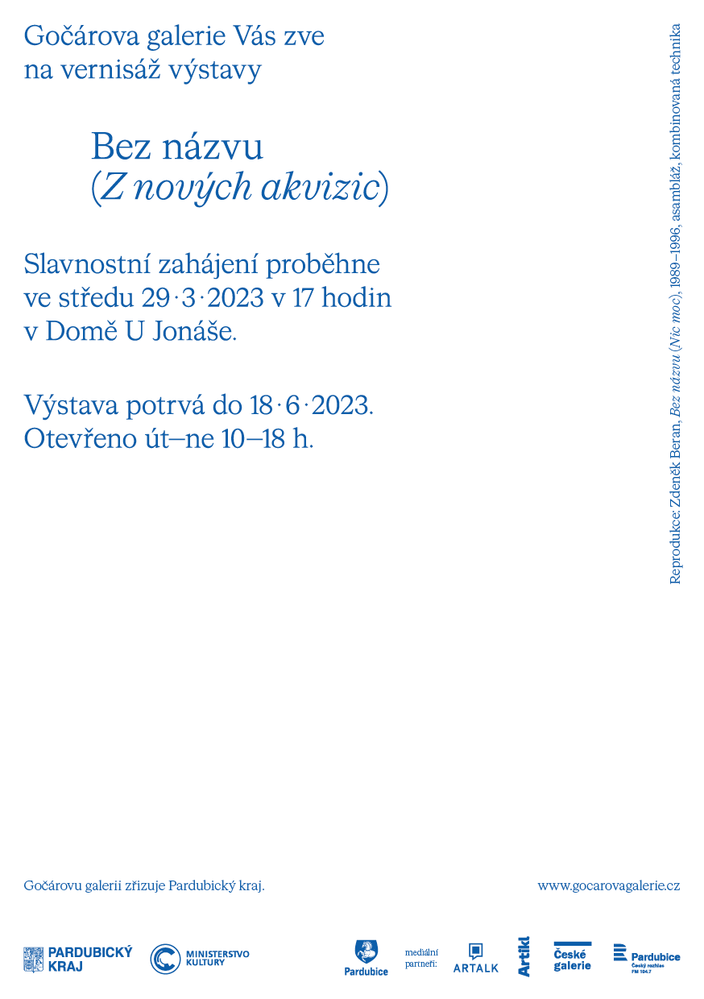 Gočárova galerie Vás zve
na vernisáž výstavy
Bez názvu
(Z nových akvizic)
Slavnostní zahájení proběhne
ve středu 29·3·2023 v 17 hodin
v Domě U Jonáše.
Výstava potrvá do 18·6·2023.
Otevřeno út—ne 10—18 h.
Reprodukce: Zdeněk Beran, Bez názvu (Nic moc), 1989–1996, asambláž, kombinovaná technika
Gočárovu galerii zřizuje Pardubický kraj.
www.gocarovagalerie.cz
PARDUBICKÝ
KRAJ
MINISTERSTVO
KULTURY
Pardubice
mediální
partneři:
ARTALK
Artikl
České
galerie
Pardubice
Český rozhlas
FM 104.7